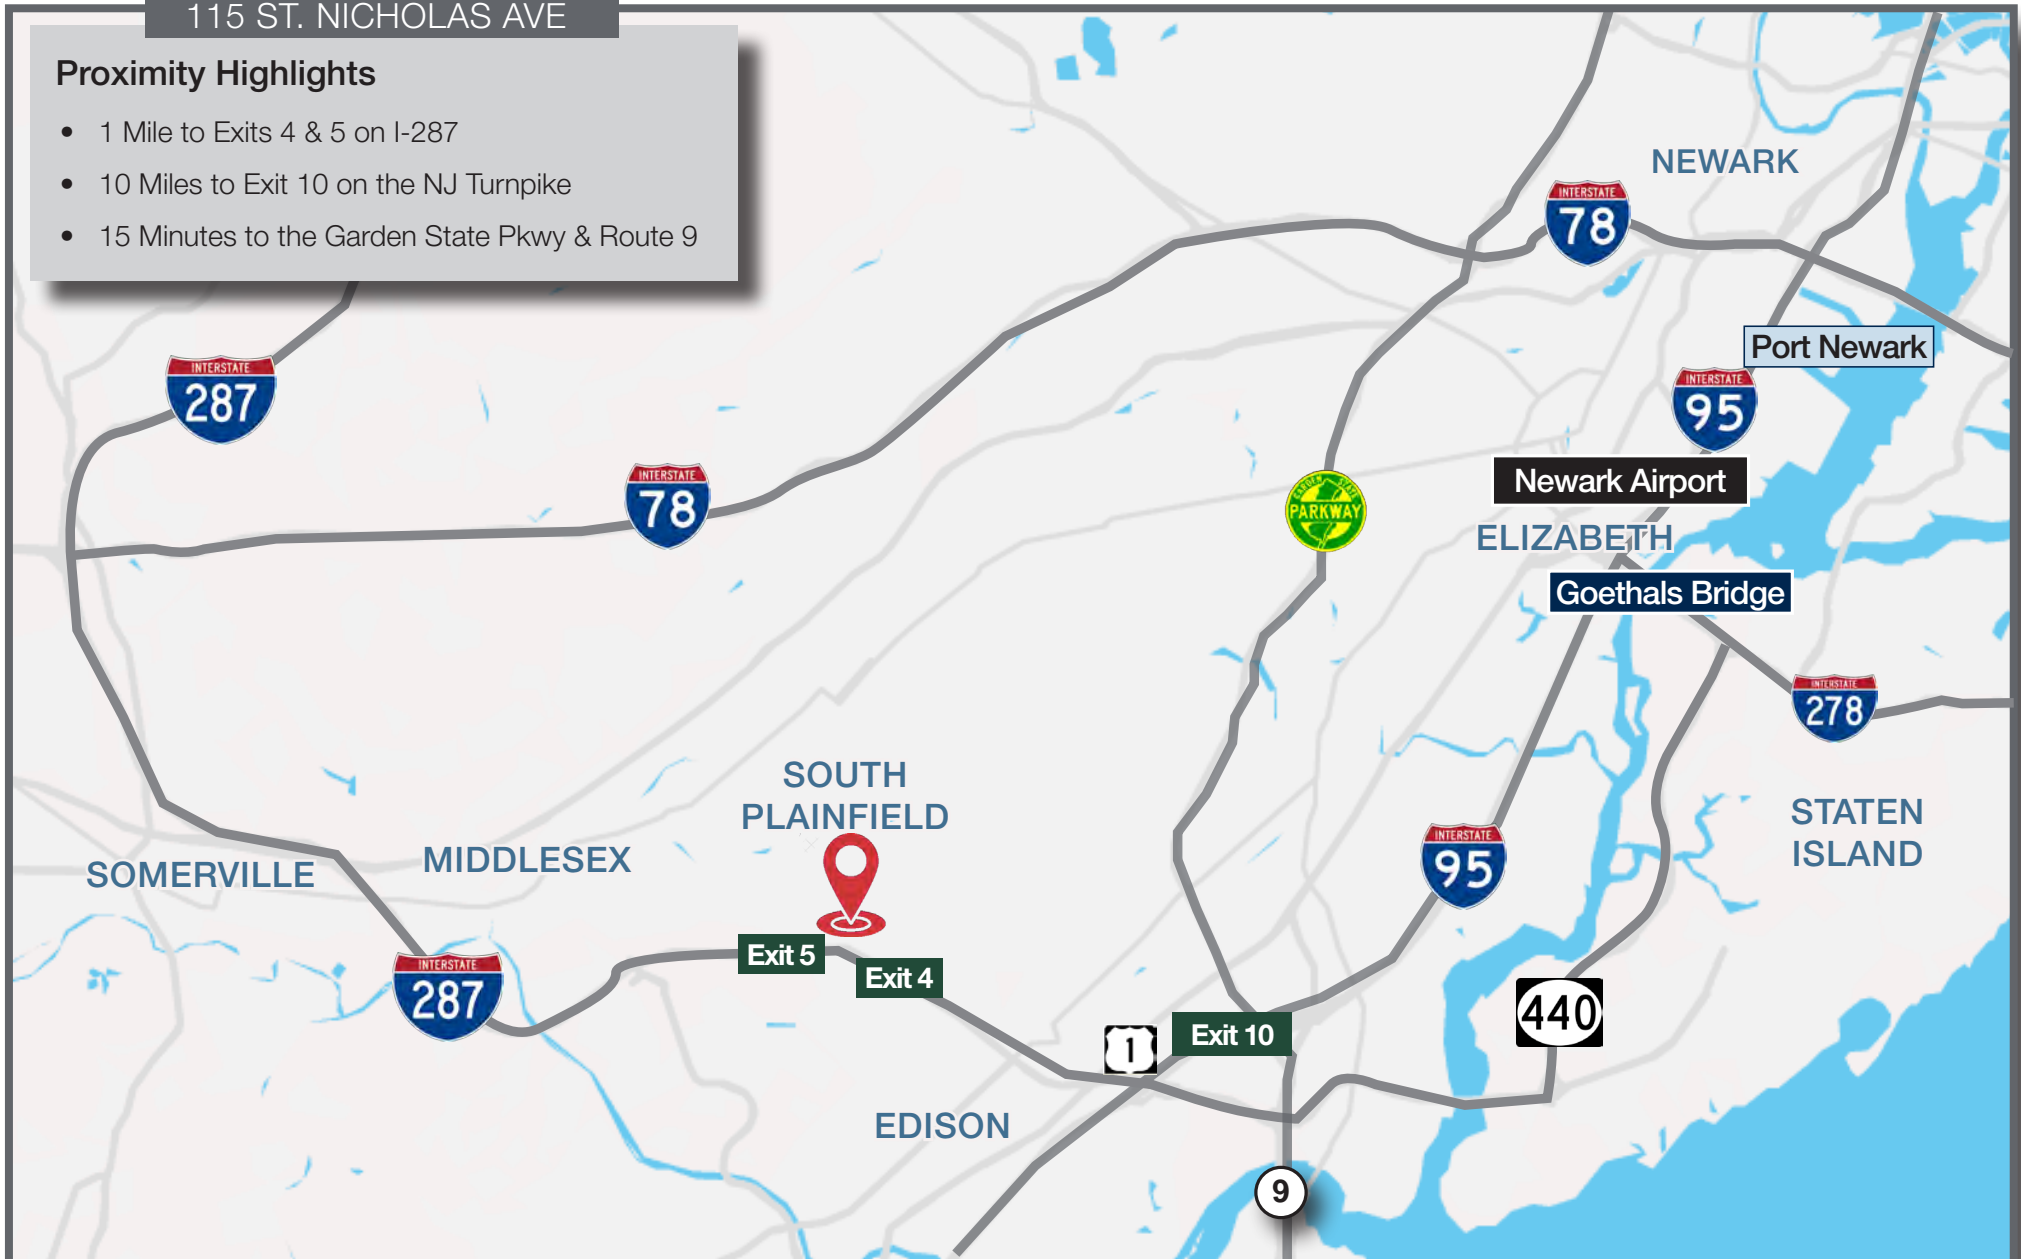 115 ST. NICHOLAS AVE
Proximity Highlights
• 1 Mile to Exits 4 & 5 on I-287
• 10 Miles to Exit 10 on the NJ Turnpike
• 15 Minutes to the Garden State Pkwy & Route 9
NEWARK
INTERSTATE
78
Port Newark
INTERSTATE
287
INTERSTATE
95
INTERSTATE
78
Newark Airport
GARDEN STATE
PARKWAY
ELIZABETH
Goethals Bridge
INTERSTATE
278
SOUTH
PLAINFIELD
STATEN
ISLAND
SOMERVILLE
MIDDLESEX
INTERSTATE
95
Exit 5
Exit 4
INTERSTATE
287
440
1
Exit 10
EDISON
9